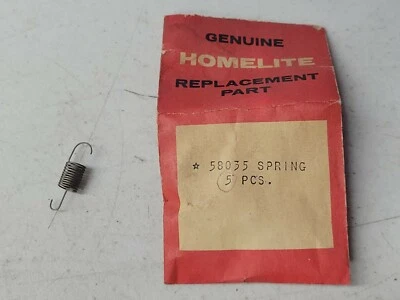 GENUINE
HOMELITE
REPLACEMENT
PART
* 58035 SPRING
5 PCS.